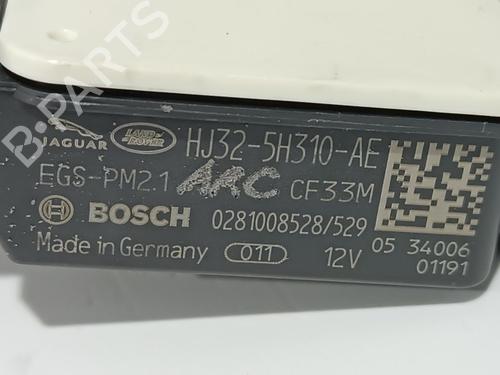 B-PARTS
JAGUAR LAND ROVER HJ32-5H310-AE
EGS-PM2.1 ARC CF33M
BOSCH 0281008528/529
Made in Germany 011 12V
05 34006
01191